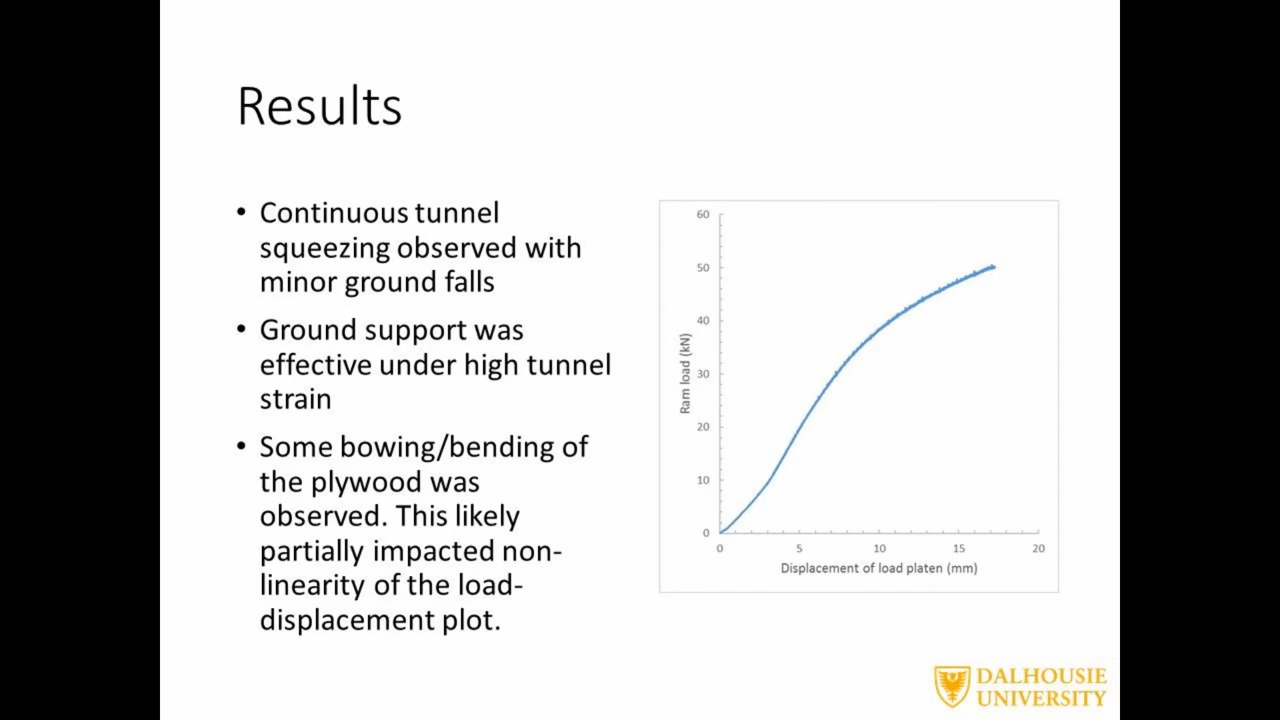 Results
• Continuous tunnel
squeezing observed with
minor ground falls
• Ground support was
effective under high tunnel
strain
• Some bowing/bending of
the plywood was
observed. This likely
partially impacted non-
linearity of the load-
displacement plot.
60
50
40
30
20
10
0
Ram load (kN)
0 5 10 15 20
Displacement of load platen (mm)
DALHOUSIE
UNIVERSITY